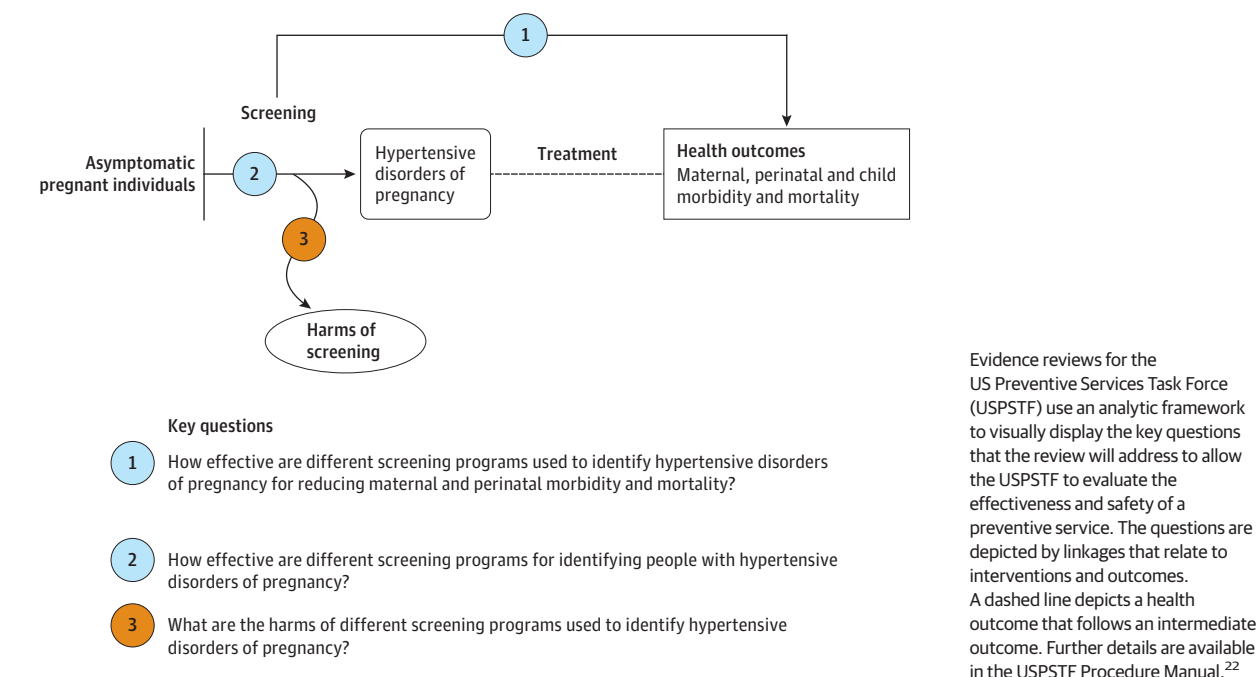 1
Screening
Asymptomatic
pregnant individuals
2
Hypertensive
disorders of
pregnancy
Treatment
Health outcomes
Maternal, perinatal and child
morbidity and mortality
3
Harms of
screening
Key questions
1 How effective are different screening programs used to identify hypertensive disorders
of pregnancy for reducing maternal and perinatal morbidity and mortality?
2 How effective are different screening programs for identifying people with hypertensive
disorders of pregnancy?
3 What are the harms of different screening programs used to identify hypertensive
disorders of pregnancy?
Evidence reviews for the
US Preventive Services Task Force
(USPSTF) use an analytic framework
to visually display the key questions
that the review will address to allow
the USPSTF to evaluate the
effectiveness and safety of a
preventive service. The questions are
depicted by linkages that relate to
interventions and outcomes.
A dashed line depicts a health
outcome that follows an intermediate
outcome. Further details are available
in the USPSTF Procedure Manual.22